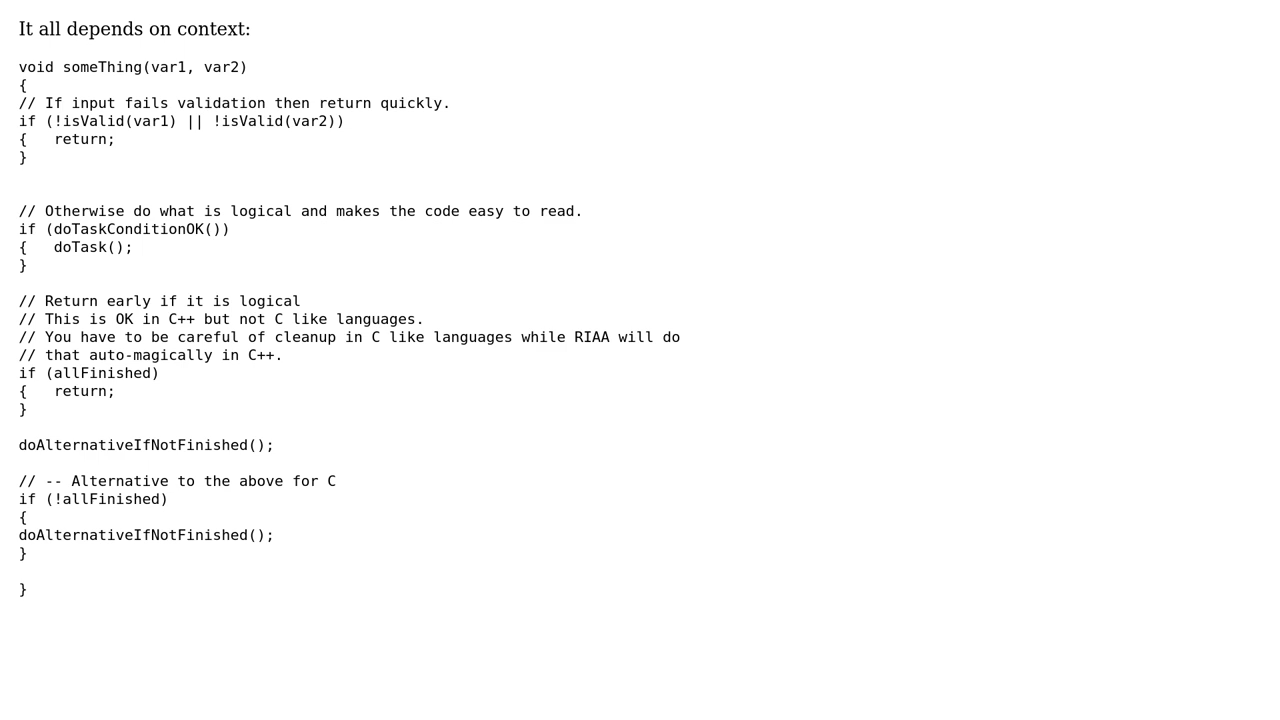 It all depends on context:
void someThing(var1, var2)
{
// If input fails validation then return quickly.
if (!isValid(var1) || !isValid(var2))
{   return;
}
// Otherwise do what is logical and makes the code easy to read.
if (doTaskConditionOK())
{   doTask();
}
// Return early if it is logical
// This is OK in C++ but not C like languages.
// You have to be careful of cleanup in C like languages while RIAA will do
// that auto-magically in C++.
if (allFinished)
{   return;
}
doAlternativeIfNotFinished();
// -- Alternative to the above for C
if (!allFinished)
{
doAlternativeIfNotFinished();
}
}